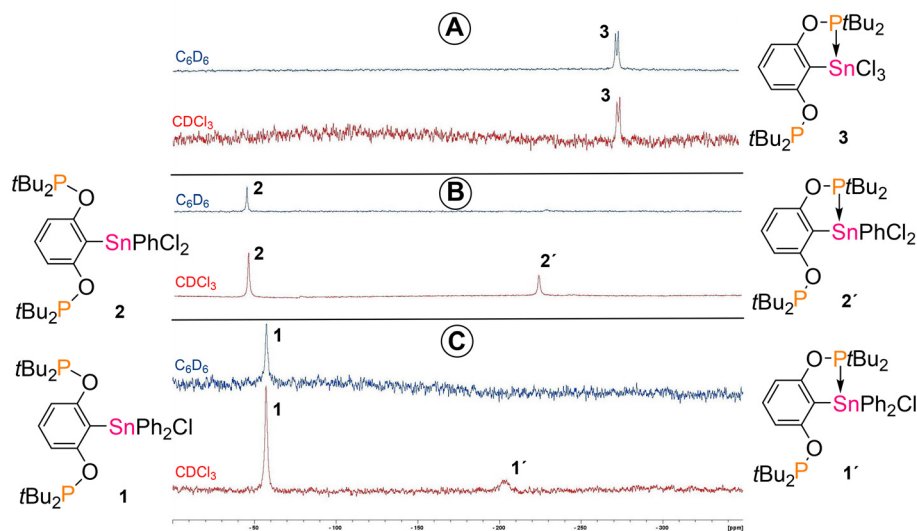 A
C6D6
3
CDCl3
3
O
PtBu2
SnCl3
O
tBu2P
3
B
C6D6
2
CDCl3
2
2´
tBu2P
O
SnPhCl2
O
tBu2P
2
O
PtBu2
SnPhCl2
O
tBu2P
2´
C
C6D6
1
CDCl3
1
1´
tBu2P
O
SnPh2Cl
O
tBu2P
1
O
PtBu2
SnPh2Cl
O
tBu2P
1´
-50 -100 -150 -200 -250 -300 [ppm]